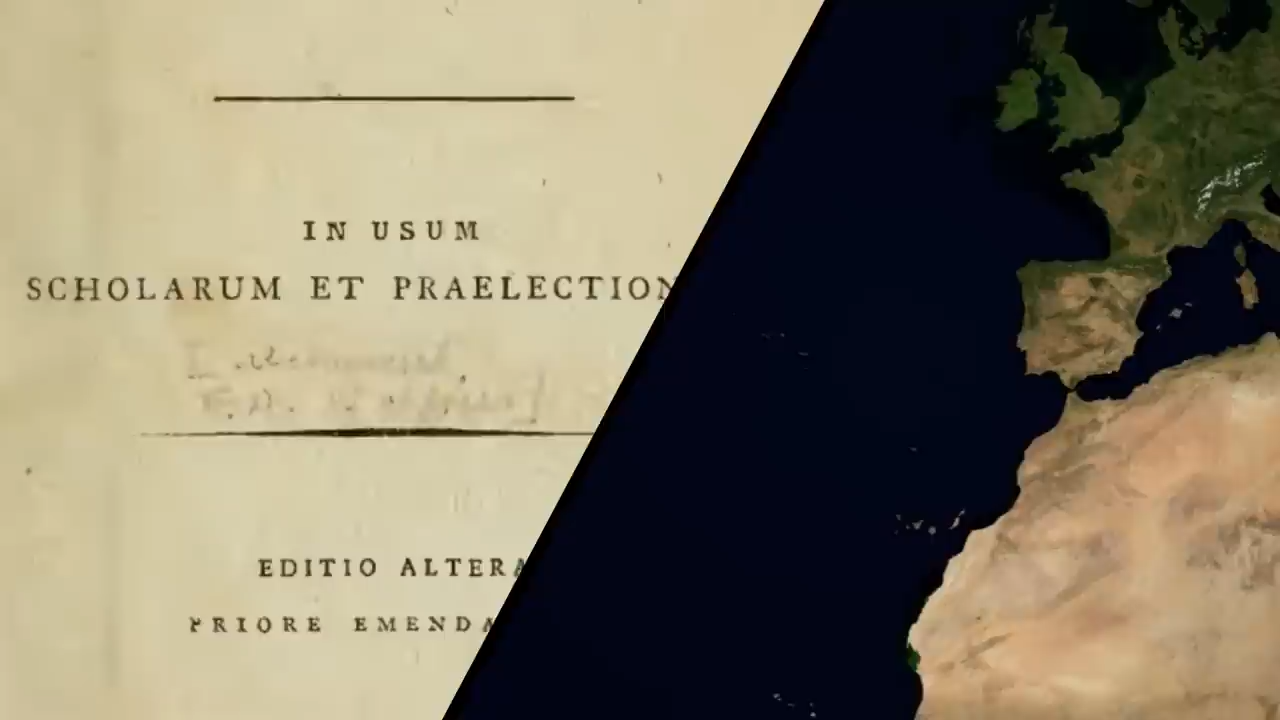 IN USUM
SCHOLARUM ET PRAELECTION
EDITIO ALTERA
PRIORE EMENDA